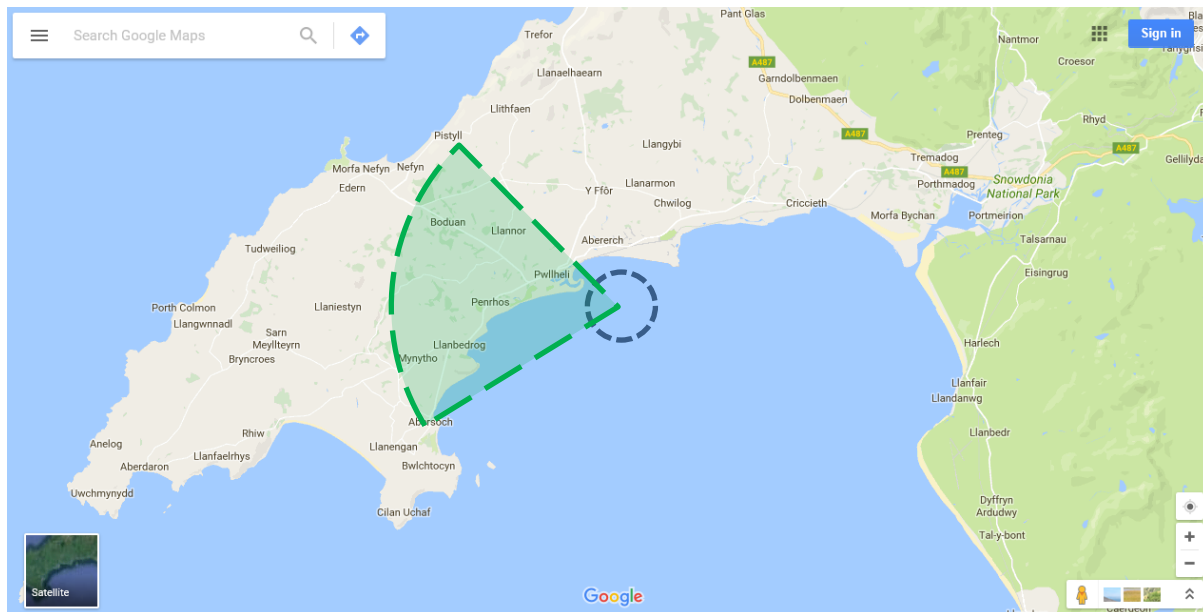 Search Google Maps
Sign in
Pant Glas
Trefor
Nantmor
A487
Croesor
Llanaelhaearn
Garndolbenmaen
Dolbenmaen
Llithfaen
Rhyd
Pistyll
A487
Prenteg
Llangybi
A487
Morfa Nefyn
Nefyn
Tremadog
Gellilyda
A487
Edern
Llanarmon
Porthmadog
Snowdonia
National Park
Y Ffôr
Chwilog
Criccieth
Boduan
Morfa Bychan
Portmeirion
Llannor
Abererch
Talsarnau
Tudweiliog
Pwllheli
Eisingrug
Penrhos
Porth Colmon
Llaniestyn
Llangwnnadl
Sarn
Meyllteyrn
Llanbedrog
Harlech
Bryncroes
Mynytho
Llanfair
Llandanwg
Abersoch
Rhiw
Llanbedr
Anelog
Llanengan
Llanfaelrhys
Aberdaron
Bwlchtocyn
Uwchmynydd
Dyffryn
Ardudwy
Cilan Uchaf
Tal-y-bont
Satellite
Google